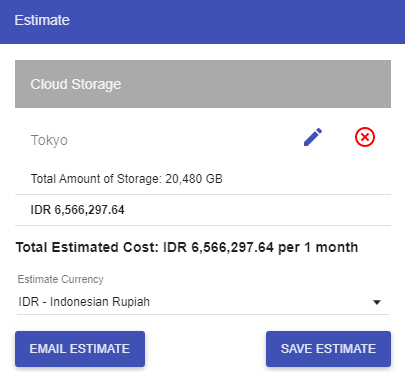 Estimate
Cloud Storage
Tokyo
Total Amount of Storage: 20,480 GB
IDR 6,566,297.64
Total Estimated Cost: IDR 6,566,297.64 per 1 month
Estimate Currency
IDR - Indonesian Rupiah
EMAIL ESTIMATE
SAVE ESTIMATE